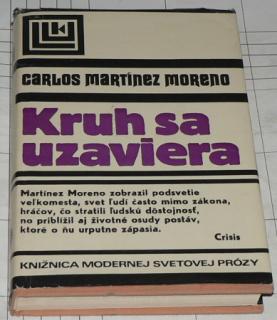 CARLOS MARTÍNEZ MORENO
Kruh sa
uzaviera
Martínez Moreno zobrazil podsvetie
veľkomesta, svet ľudí často mimo zákona,
hráčov, čo stratili ľudskú dôstojnosť,
no priblížil aj životné osudy postáv,
ktoré o ňu urputne zápasia.
Crisis
KNIŽNICA MODERNEJ SVETOVEJ PRÓZY